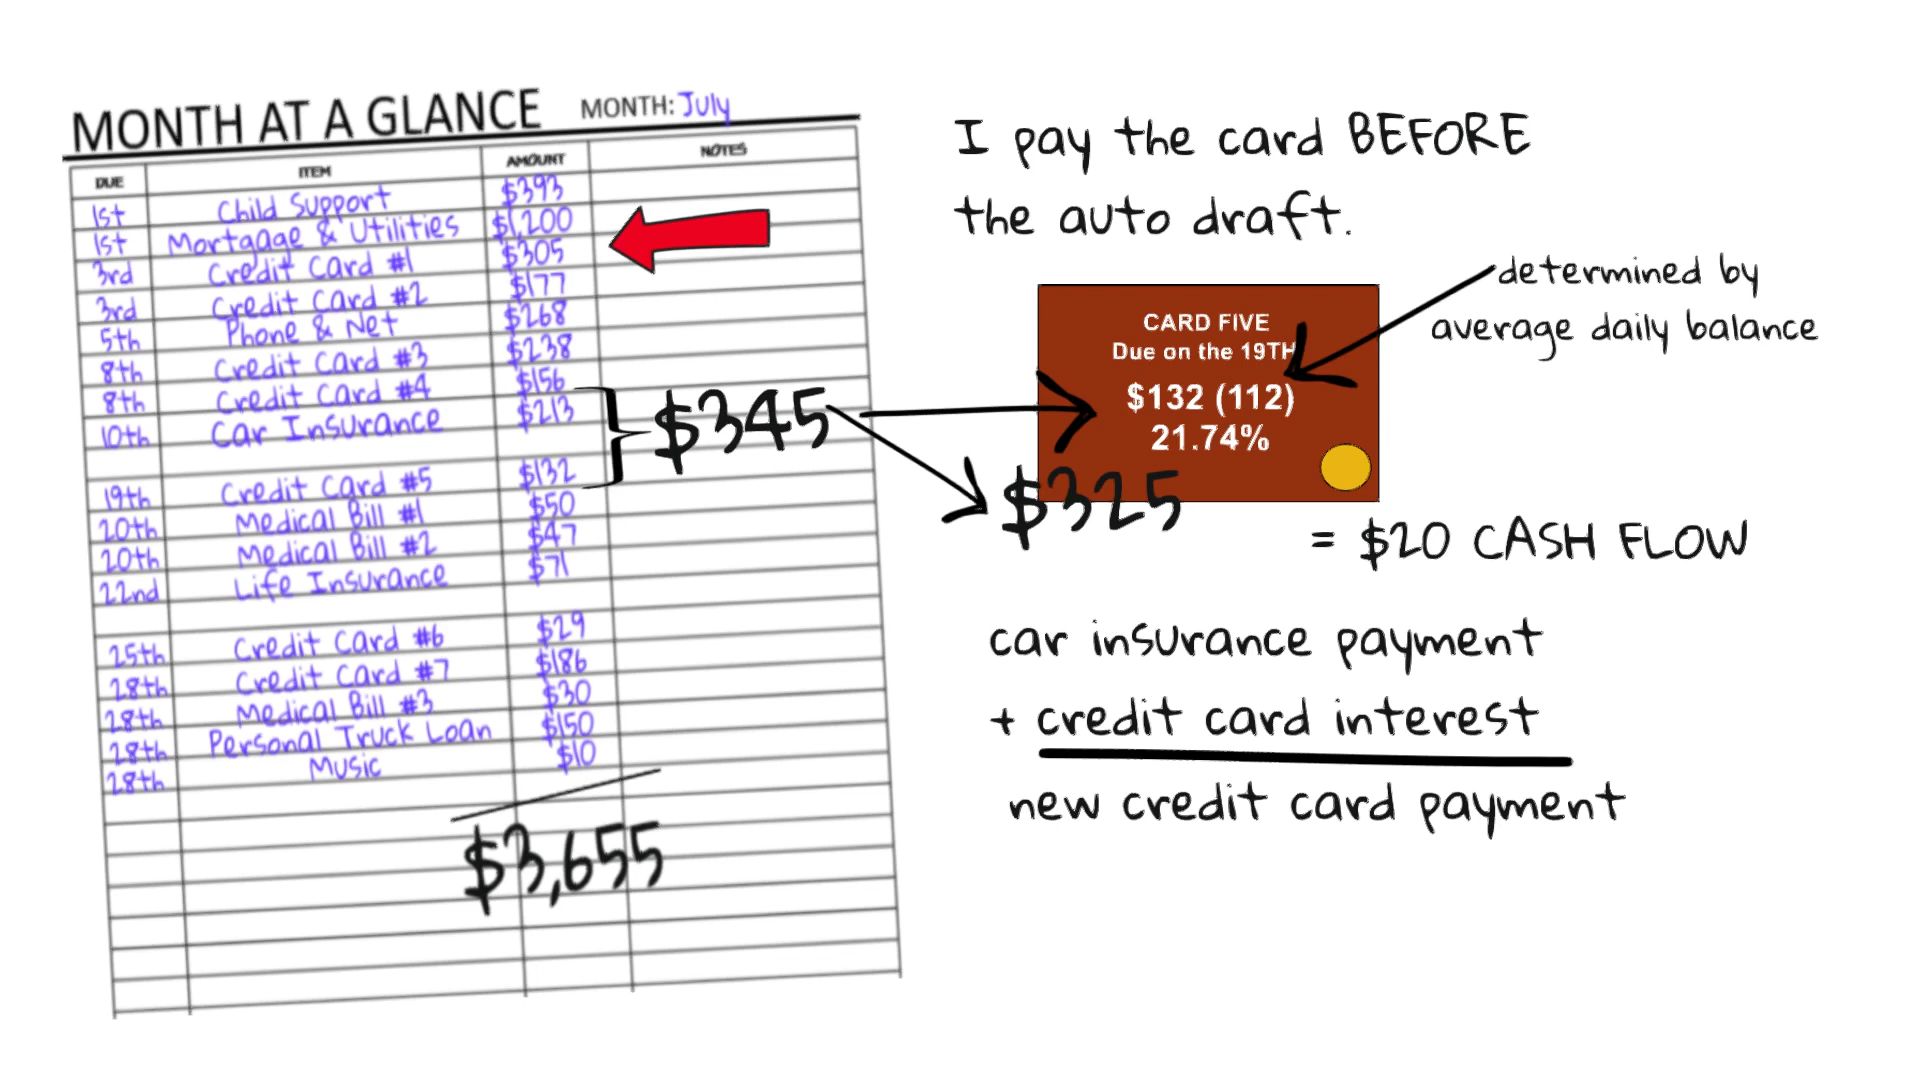 MONTH AT A GLANCE MONTH: July
DUE ITEM AMOUNT NOTES
1st Child Support $393
1st Mortgage & Utilities $1,200
3rd Credit Card #1 $305
3rd Credit Card #2 $177
5th Phone & Net $268
8th Credit Card #3 $238
8th Credit Card #4 $156
10th Car Insurance $213
19th Credit Card #5 $132
20th Medical Bill #1 $50
20th Medical Bill #2 $47
22nd Life Insurance $71
25th Credit Card #6 $29
28th Credit Card #7 $186
28th Medical Bill #3 $30
28th Personal Truck Loan $150
28th Music $10
$3,655
$345
I pay the card BEFORE
the auto draft.
determined by
average daily balance
CARD FIVE
Due on the 19TH
$132 (112)
21.74%
$325
= $20 CASH FLOW
car insurance payment
+ credit card interest
new credit card payment